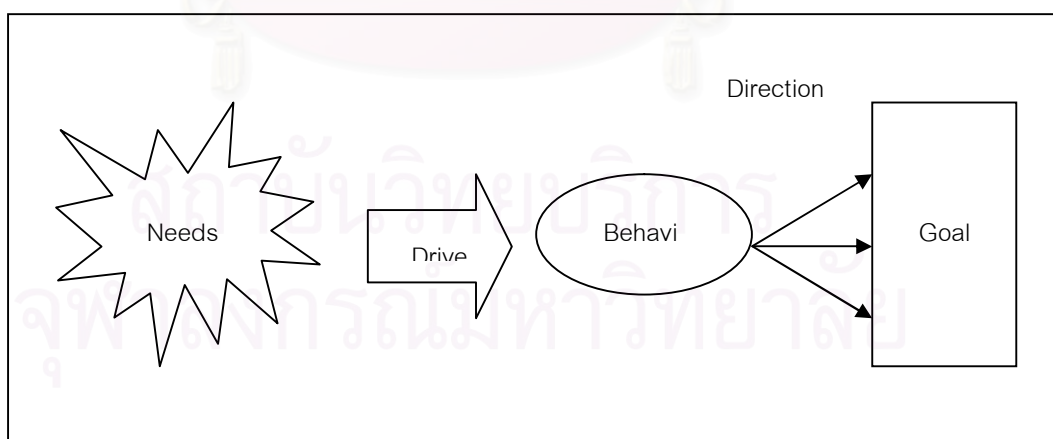 Direction
Needs
Drive
Behavi
Goal
สถาบันวิทยบริการ
จุฬาลงกรณ์มหาวิทยาลัย